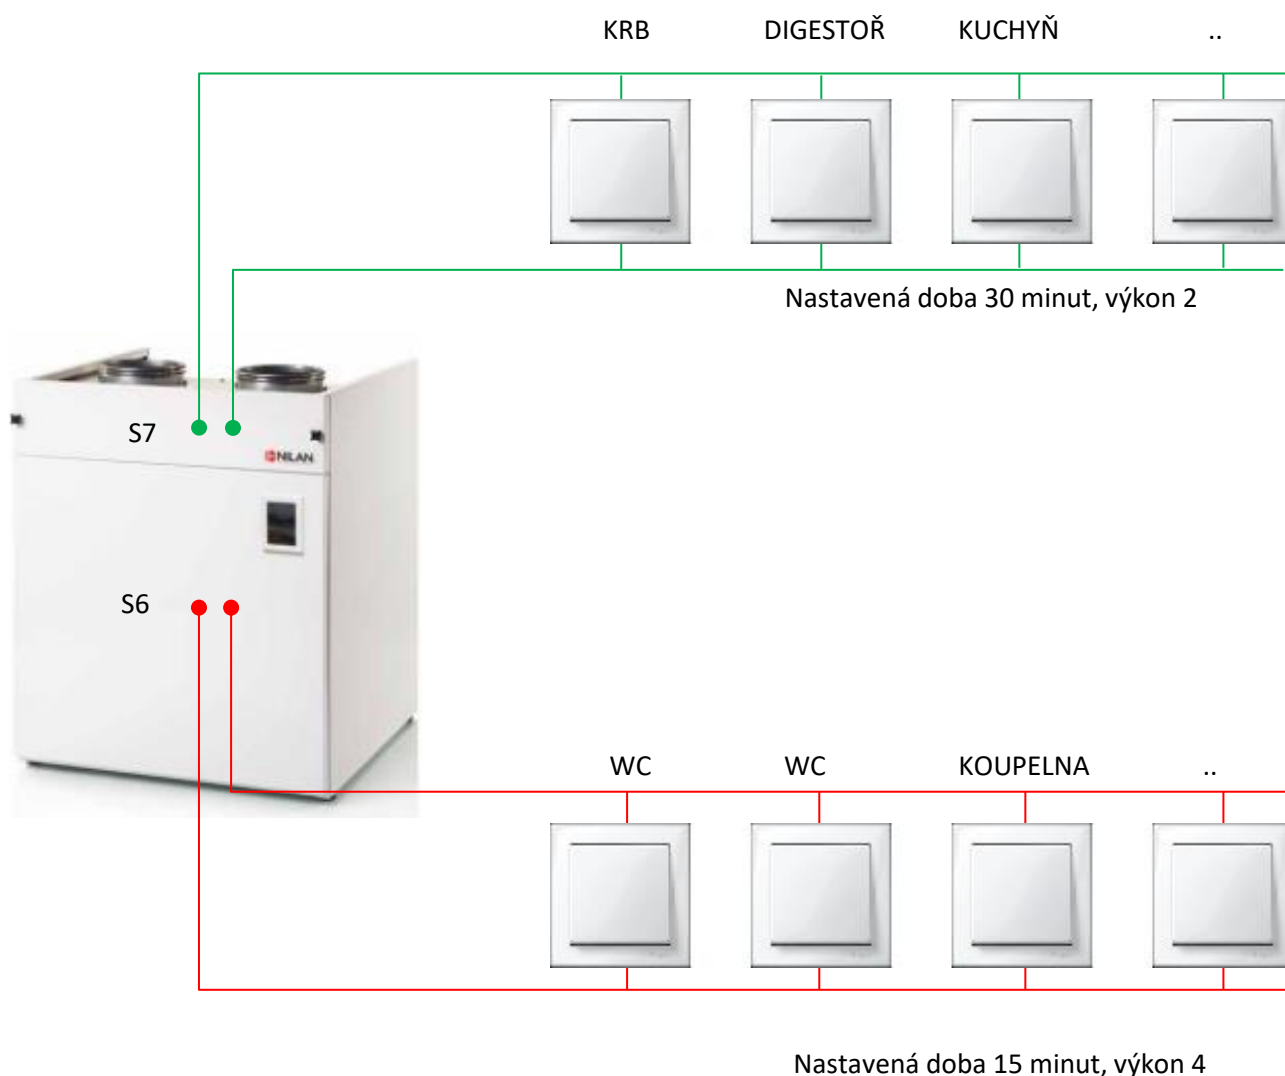 KRB DIGESTOŘ KUCHYŇ ..
Nastavená doba 30 minut, výkon 2
S7
NILAN
S6
WC WC KOUPELNA ..
Nastavená doba 15 minut, výkon 4